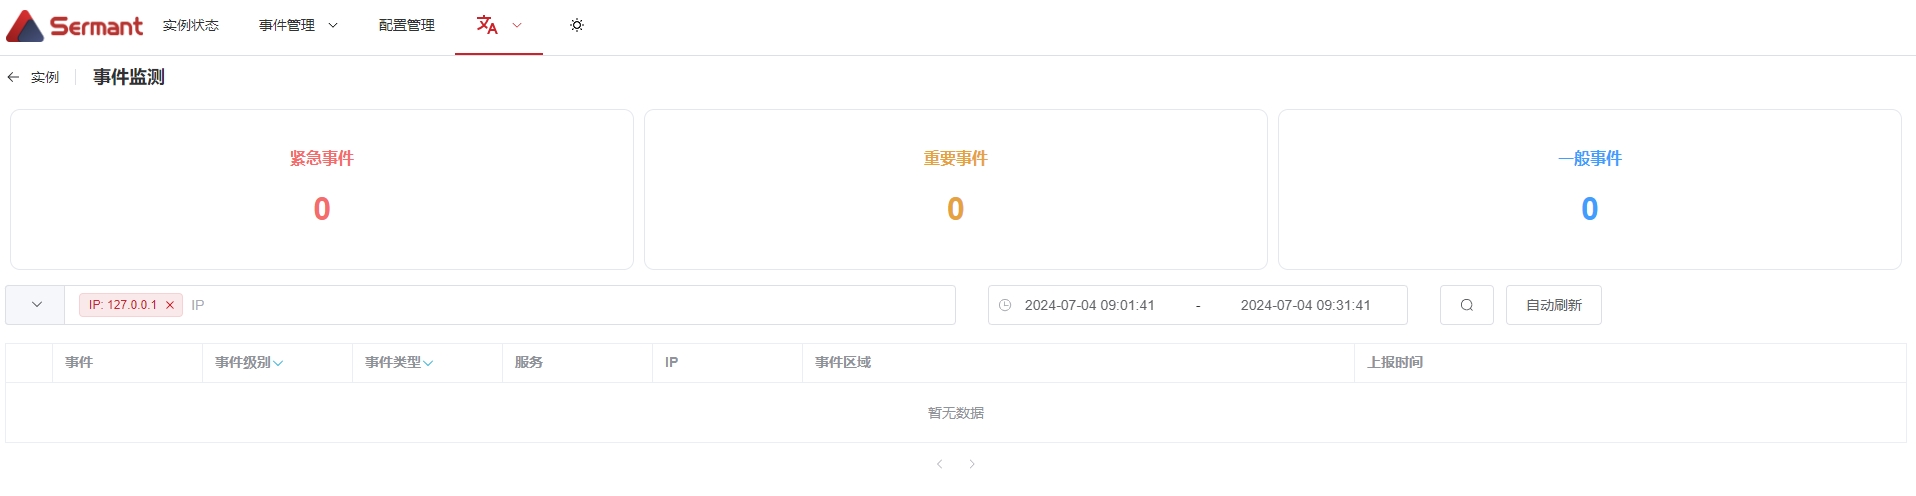 Sermant 实例状态 事件管理 配置管理
实例 事件监测
紧急事件 重要事件 一般事件
0 0 0
IP: 127.0.0.1 IP 2024-07-04 09:01:41 - 2024-07-04 09:31:41 自动刷新
事件 事件级别 事件类型 服务 IP 事件区域 上报时间
暂无数据